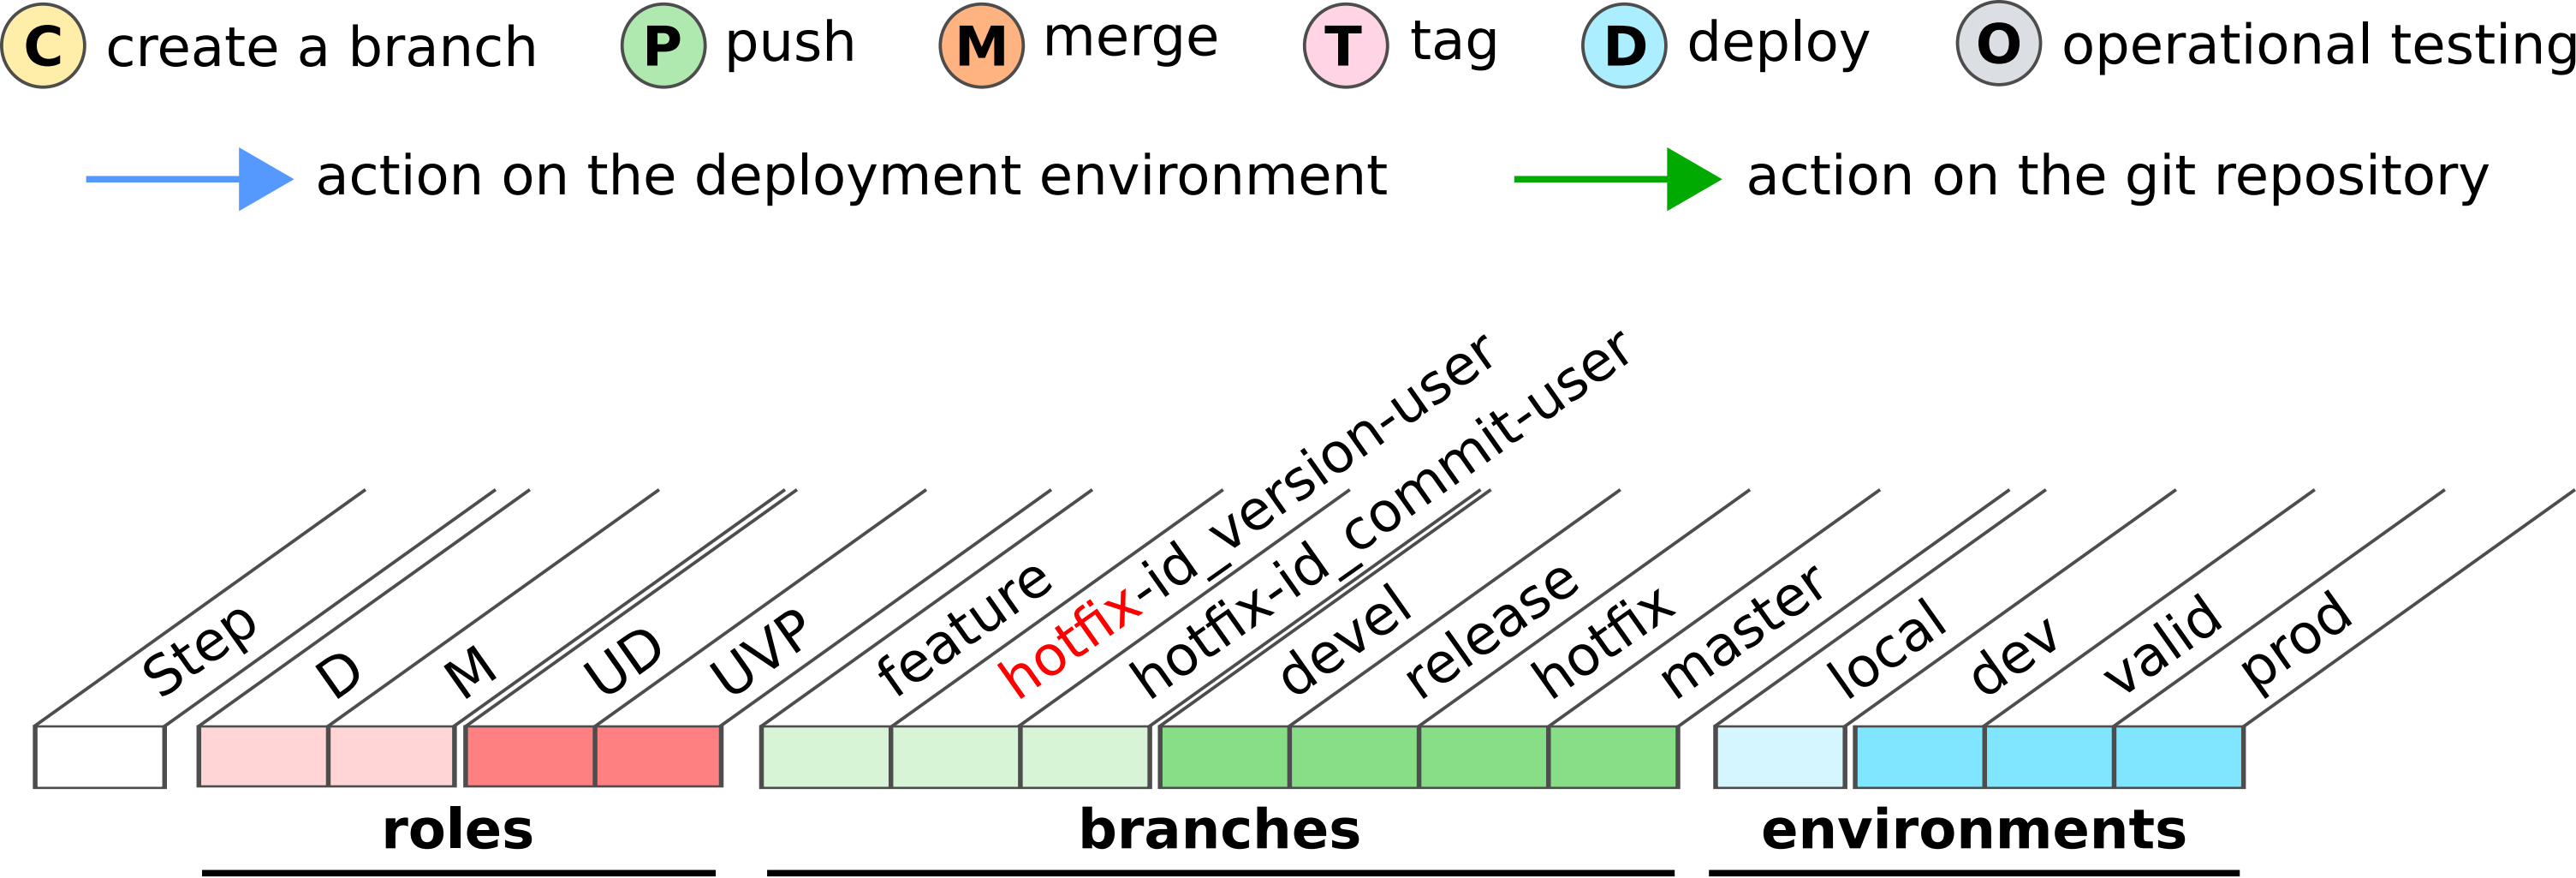 C create a branch P push M merge T tag D deploy O operational testing
action on the deployment environment action on the git repository
Step
D
M
UD
UVP
feature
hotfix-id_version-user
hotfix-id_commit-user
devel
release
hotfix
master
local
dev
valid
prod
roles branches environments